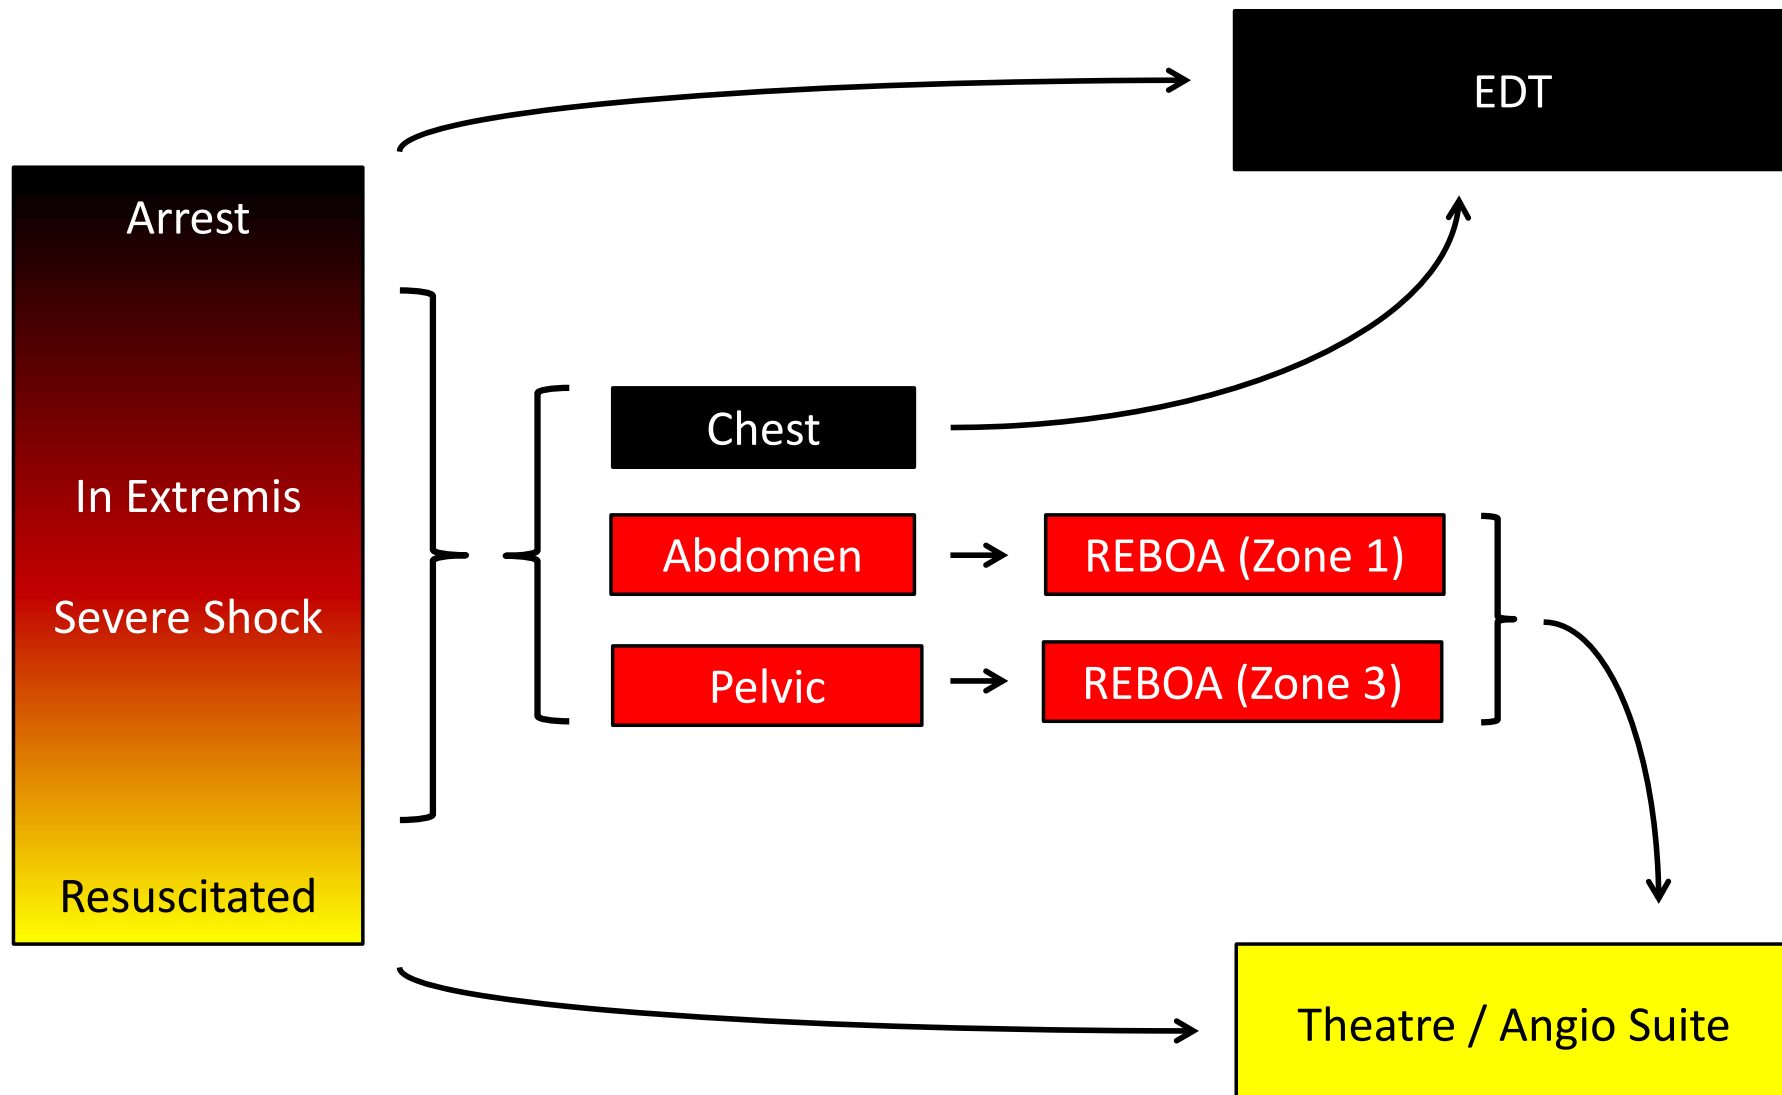 EDT
Arrest
Chest
In Extremis
Abdomen
REBOA (Zone 1)
Severe Shock
Pelvic
REBOA (Zone 3)
Resuscitated
Theatre / Angio Suite